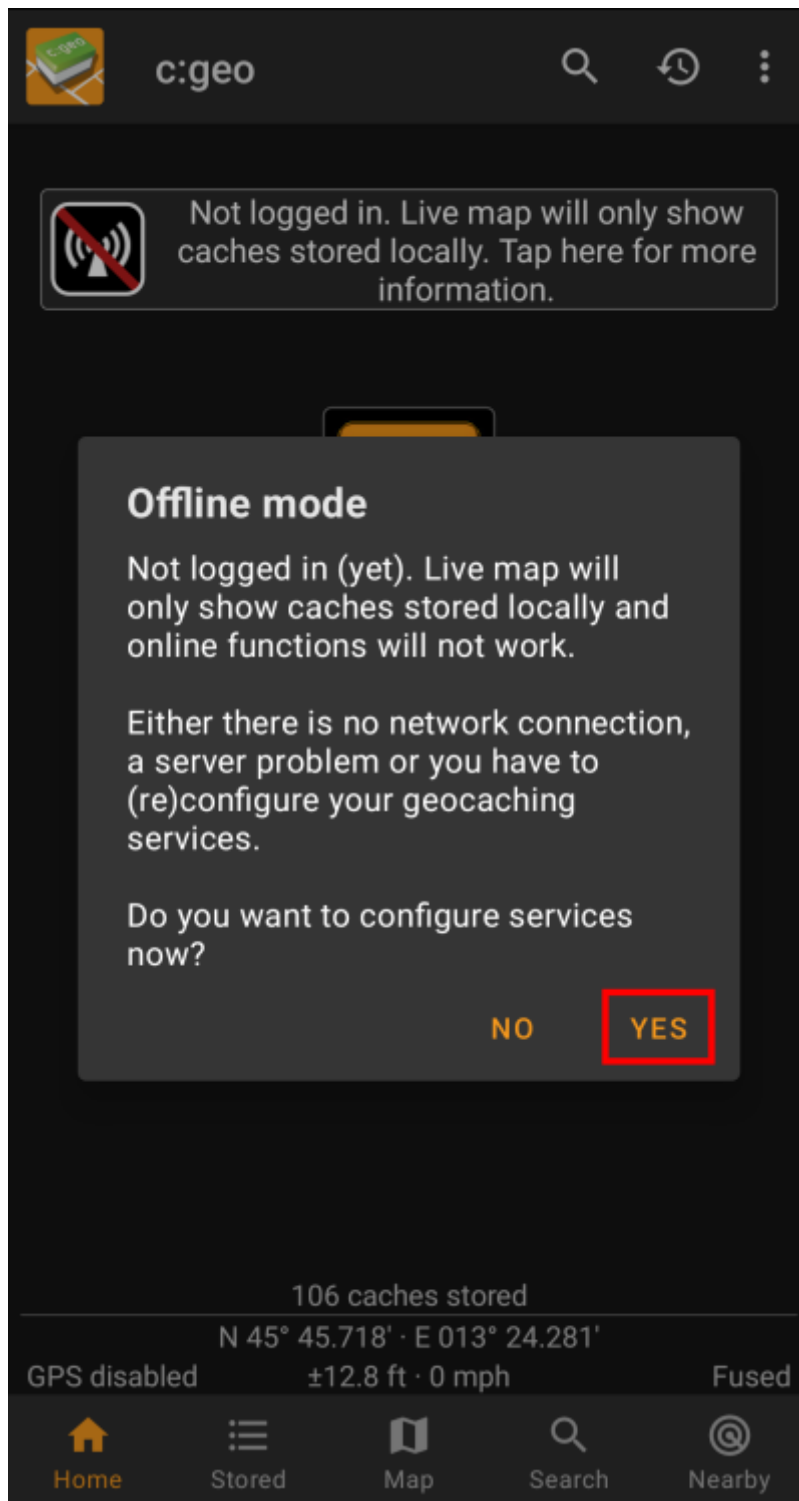 c:geo
c:geo
Not logged in. Live map will only show
caches stored locally. Tap here for more
information.
Offline mode
Not logged in (yet). Live map will
only show caches stored locally and
online functions will not work.
Either there is no network connection,
a server problem or you have to
(re)configure your geocaching
services.
Do you want to configure services
now?
NO YES
106 caches stored
N 45° 45.718' · E 013° 24.281'
GPS disabled ±12.8 ft · 0 mph Fused
Home Stored Map Search Nearby